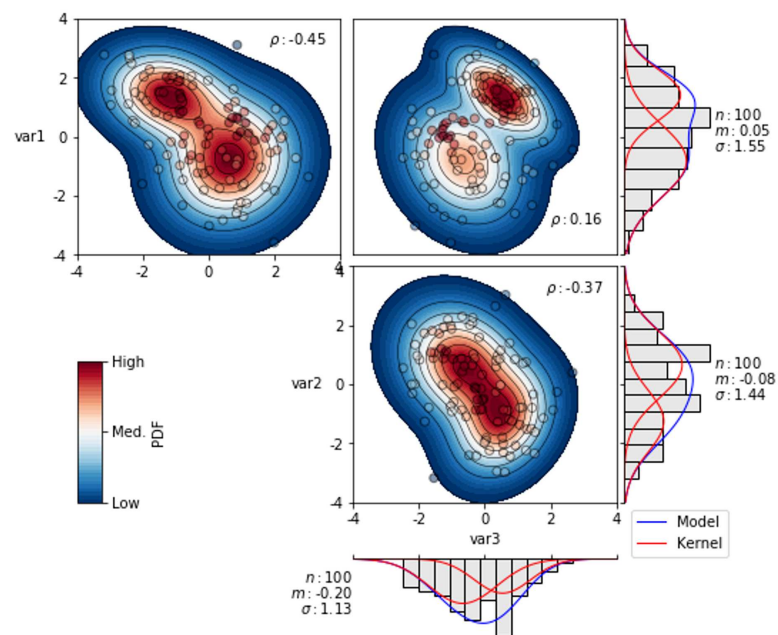 4
2
0
-2
-4
var1
ρ:-0.45
-4
-2
0
2
4
ρ:0.16
n:100
m:0.05
σ:1.55
4
2
0
-2
-4
var2
ρ:-0.37
n:100
m:-0.08
σ:1.44
High
Med.
Low
PDF
-4
-2
0
2
4
var3
Model
Kernel
n:100
m:-0.20
σ:1.13